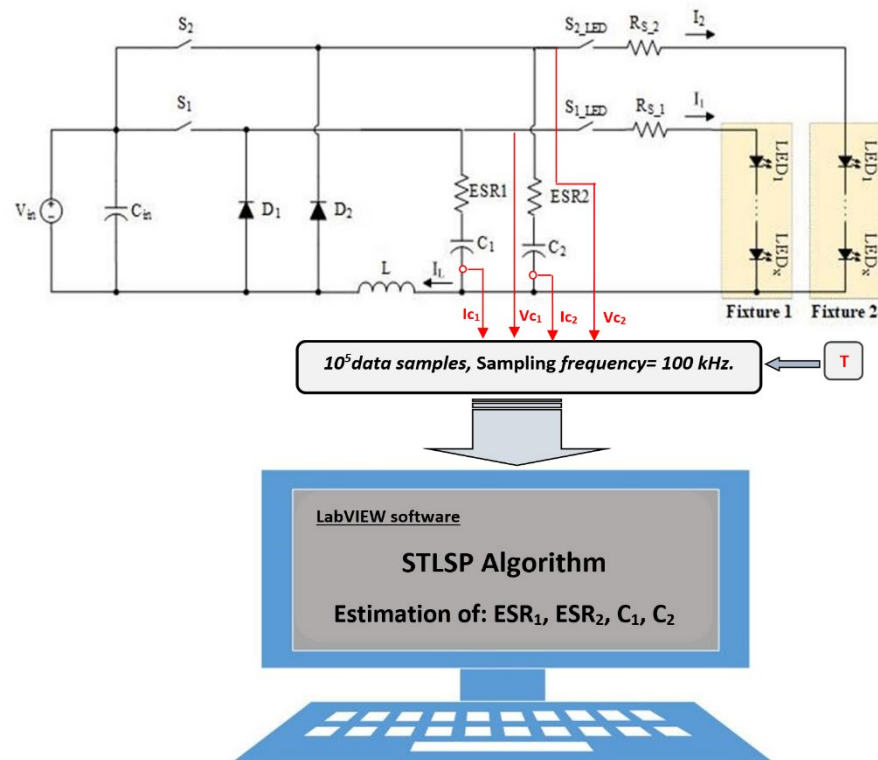 S2
S2_LED
RS_2
I2
S1
S1_LED
RS_1
I1
Vin
Cin
D1
D2
ESR1
ESR2
C1
C2
L
IL
LED1
LEDx
LED1
LEDx
Fixture 1
Fixture 2
Ic1
Vc1
Ic2
Vc2
10⁵data samples, Sampling frequency= 100 kHz.
T
LabVIEW software
STLSP Algorithm
Estimation of: ESR₁, ESR₂, C₁, C₂